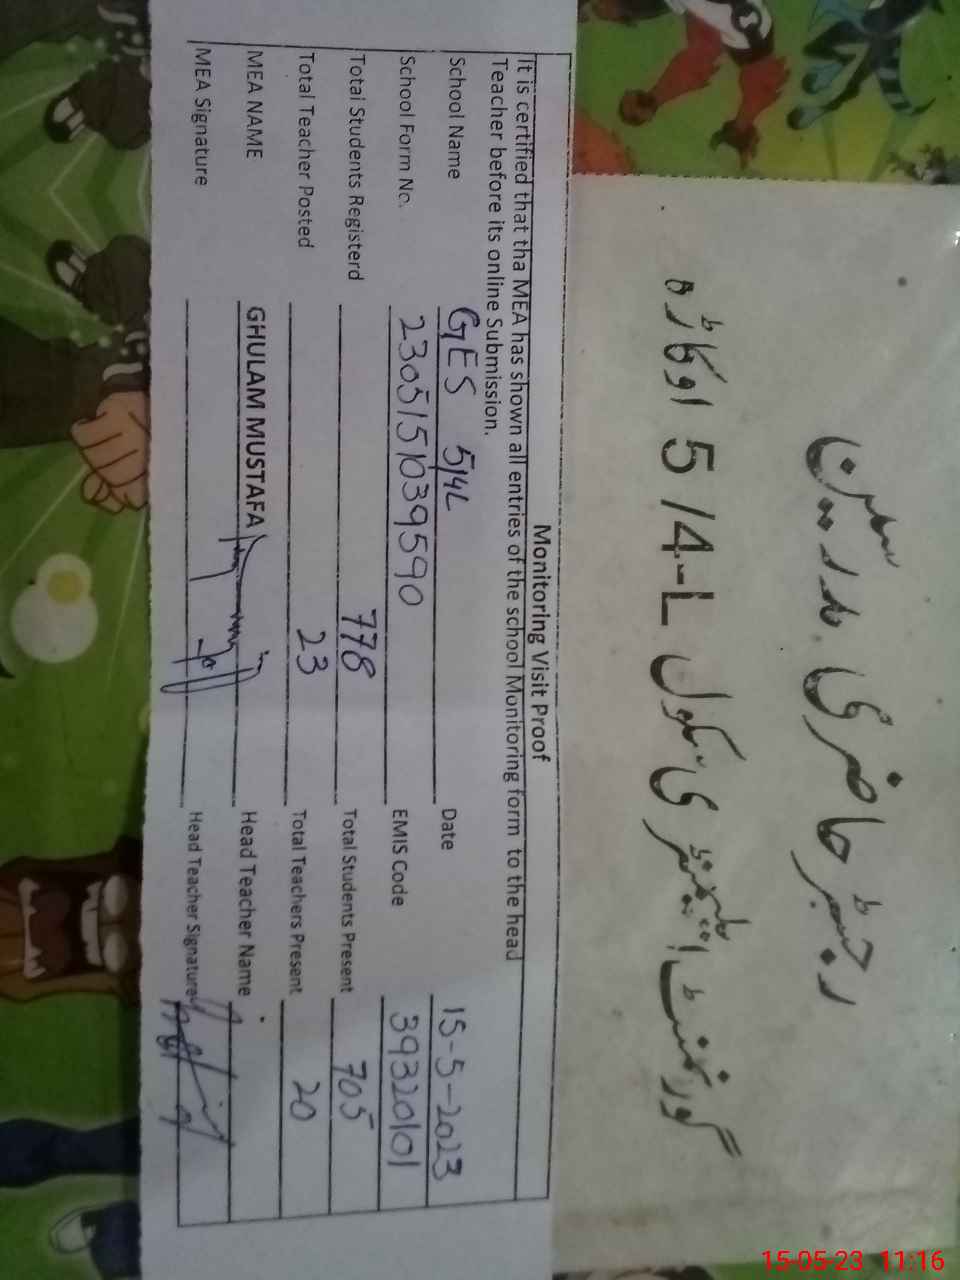 رجسٹر حاضری مدرسین
گورنمنٹ ایلیمنٹری سکول 5/4-L اوکاڑہ
Monitoring Visit Proof
It is certified that tha MEA has shown all entries of the school Monitoring form to the head
Teacher before its online Submission.
School Name GES 5/4L Date 15-5-2023
School Form No. 2305151039590 EMIS Code 39320101
Total Students Registerd 778 Total Students Present 705
Total Teacher Posted 23 Total Teachers Present 20
MEA NAME GHULAM MUSTAFA Head Teacher Name
MEA Signature Head Teacher Signature
15-05-23 11:16